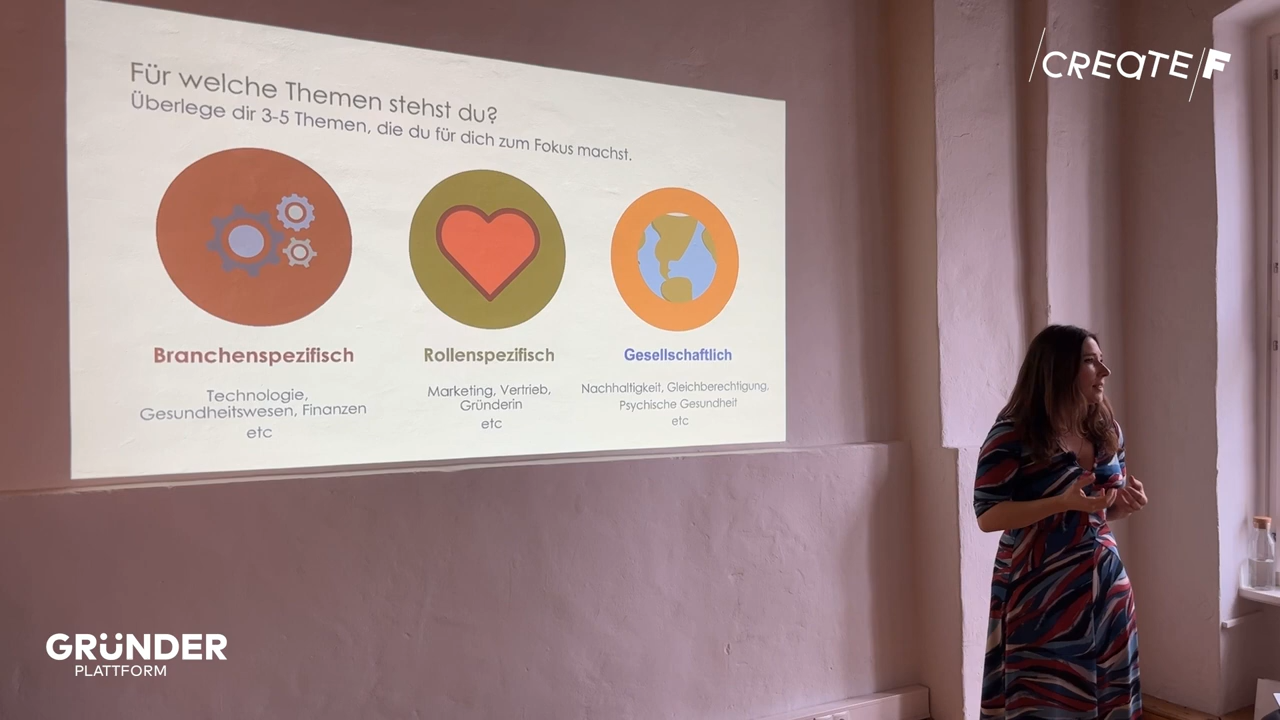 Für welche Themen stehst du?
Überlege dir 3-5 Themen, die du für dich zum Fokus machst.
Branchenspezifisch
Technologie,
Gesundheitswesen, Finanzen
etc
Rollenspezifisch
Marketing, Vertrieb,
Gründerin
etc
Gesellschaftlich
Nachhaltigkeit, Gleichberechtigung,
Psychische Gesundheit
etc
/CREATE/F
GRÜNDER
PLATTFORM